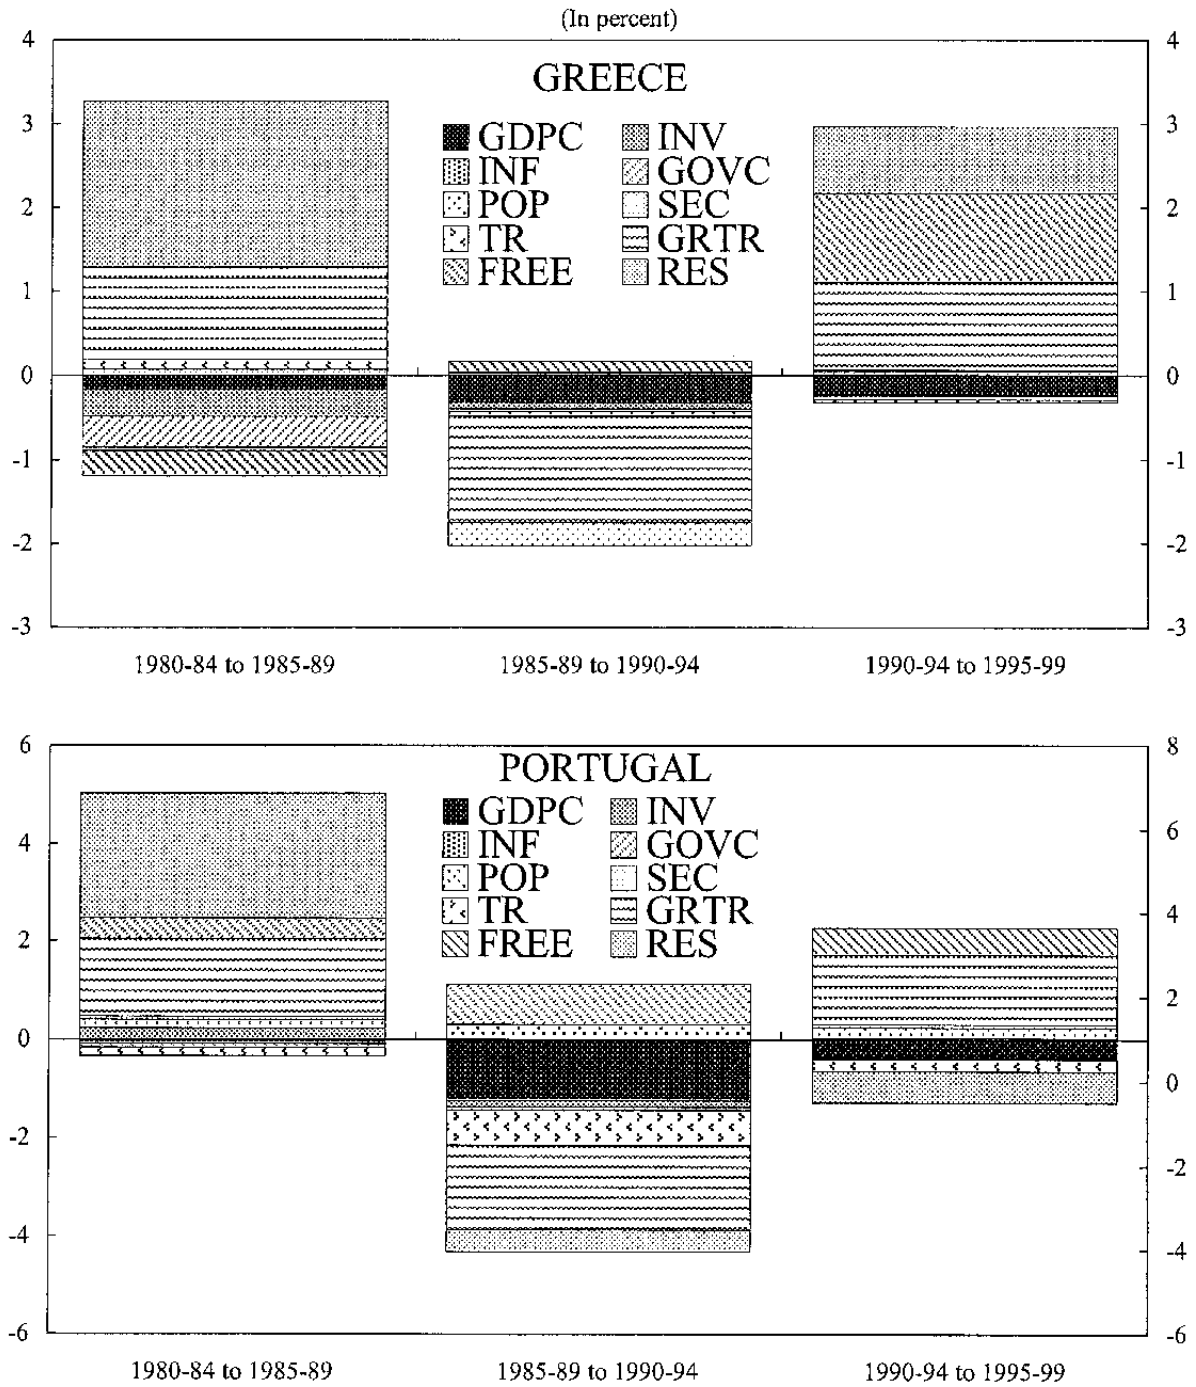 (In percent)
4 4
GREECE
3 3
GDPC INV
INF GOVC
2 POP SEC 2
TR GRTR
1 FREE RES 1
0 0
-1 -1
-2 -2
-3 -3
1980-84 to 1985-89 1985-89 to 1990-94 1990-94 to 1995-99
6 8
PORTUGAL
GDPC INV
4 INF GOVC 6
POP SEC
2 TR GRTR 4
FREE RES
0 2
-2 0
-2
-4 -4
-6 -6
1980-84 to 1985-89 1985-89 to 1990-94 1990-94 to 1995-99